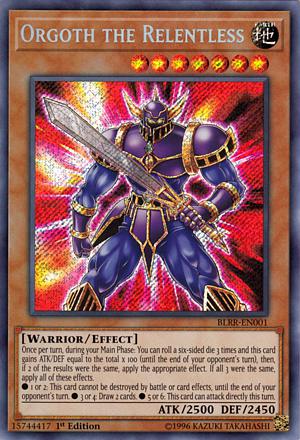 ORGOTH THE RELENTLESS
EARTH
地
BLRR-EN001
[WARRIOR/EFFECT]
Once per turn, during your Main Phase: You can roll a six-sided die 3 times and this card
gains ATK/DEF equal to the total x 100 (until the end of your opponent's turn), then,
if 2 of the results were the same, apply the appropriate effect. If all 3 were the same,
apply all of these effects.
● 1 or 2: This card cannot be destroyed by battle or card effects, until the end of your
opponent's turn. ● 3 or 4: Draw 2 cards. ● 5 or 6: This card can attack directly this turn.
ATK/2500 DEF/2450
15744417 1st Edition ©1996 KAZUKI TAKAHASHI